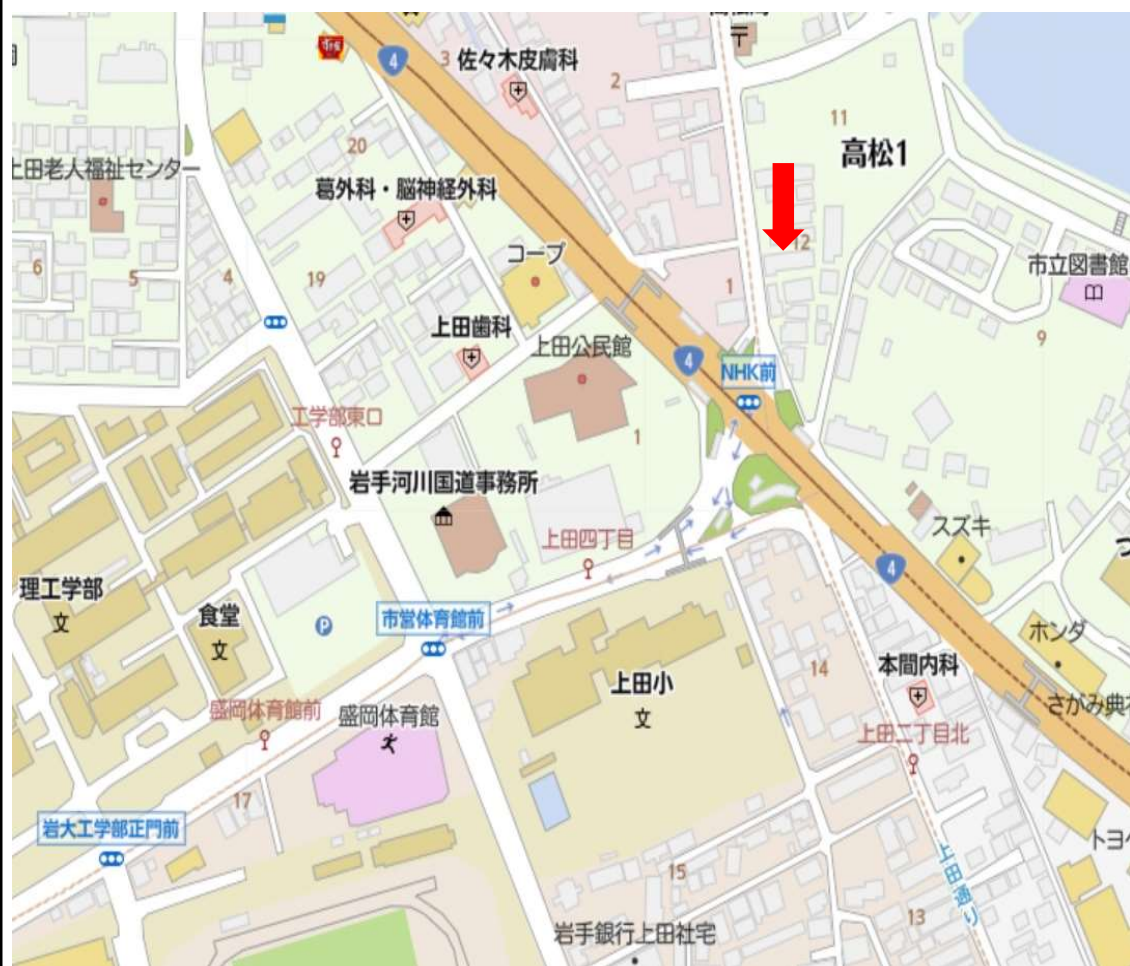 4
3
佐々木皮膚科
2
11
高松1
20
上田老人福祉センター
葛外科・脳神経外科
12
6
5
4
19
コープ
1
市立図書館
上田歯科
上田公民館
4
NHK前
9
工学部東口
1
岩手河川国道事務所
上田四丁目
スズキ
4
理工学部
文
食堂
文
P
市営体育館前
ホンダ
上田小
文
14
本間内科
さがみ典
盛岡体育館前
盛岡体育館
上田二丁目北
17
岩大工学部正門前
トヨ
15
上田通り
13
岩手銀行上田社宅